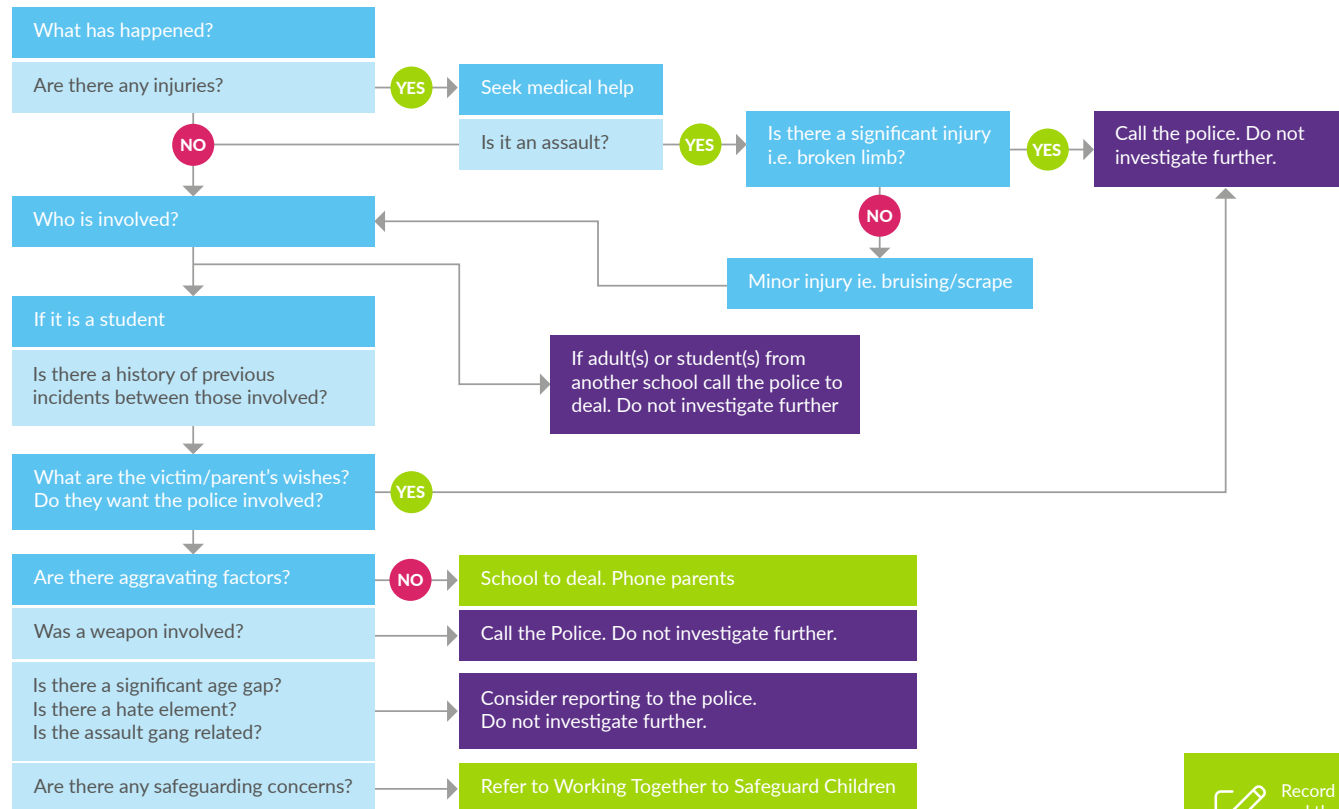 What has happened?
Are there any injuries?
YES
Seek medical help
Is it an assault?
YES
Is there a significant injury
i.e. broken limb?
YES
Call the police. Do not
investigate further.
NO
NO
Minor injury ie. bruising/scrape
Who is involved?
If it is a student
Is there a history of previous
incidents between those involved?
If adult(s) or student(s) from
another school call the police to
deal. Do not investigate further
What are the victim/parent's wishes?
Do they want the police involved?
YES
Are there aggravating factors?
NO
School to deal. Phone parents
Was a weapon involved?
Call the Police. Do not investigate further.
Is there a significant age gap?
Is there a hate element?
Is the assault gang related?
Consider reporting to the police.
Do not investigate further.
Are there any safeguarding concerns?
Refer to Working Together to Safeguard Children
Record